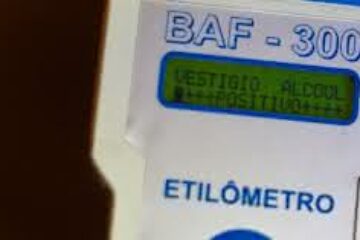 BAF - 300
VESTIGIO ALCOOL
*+++POSITIVO++++
ETILÔMETRO